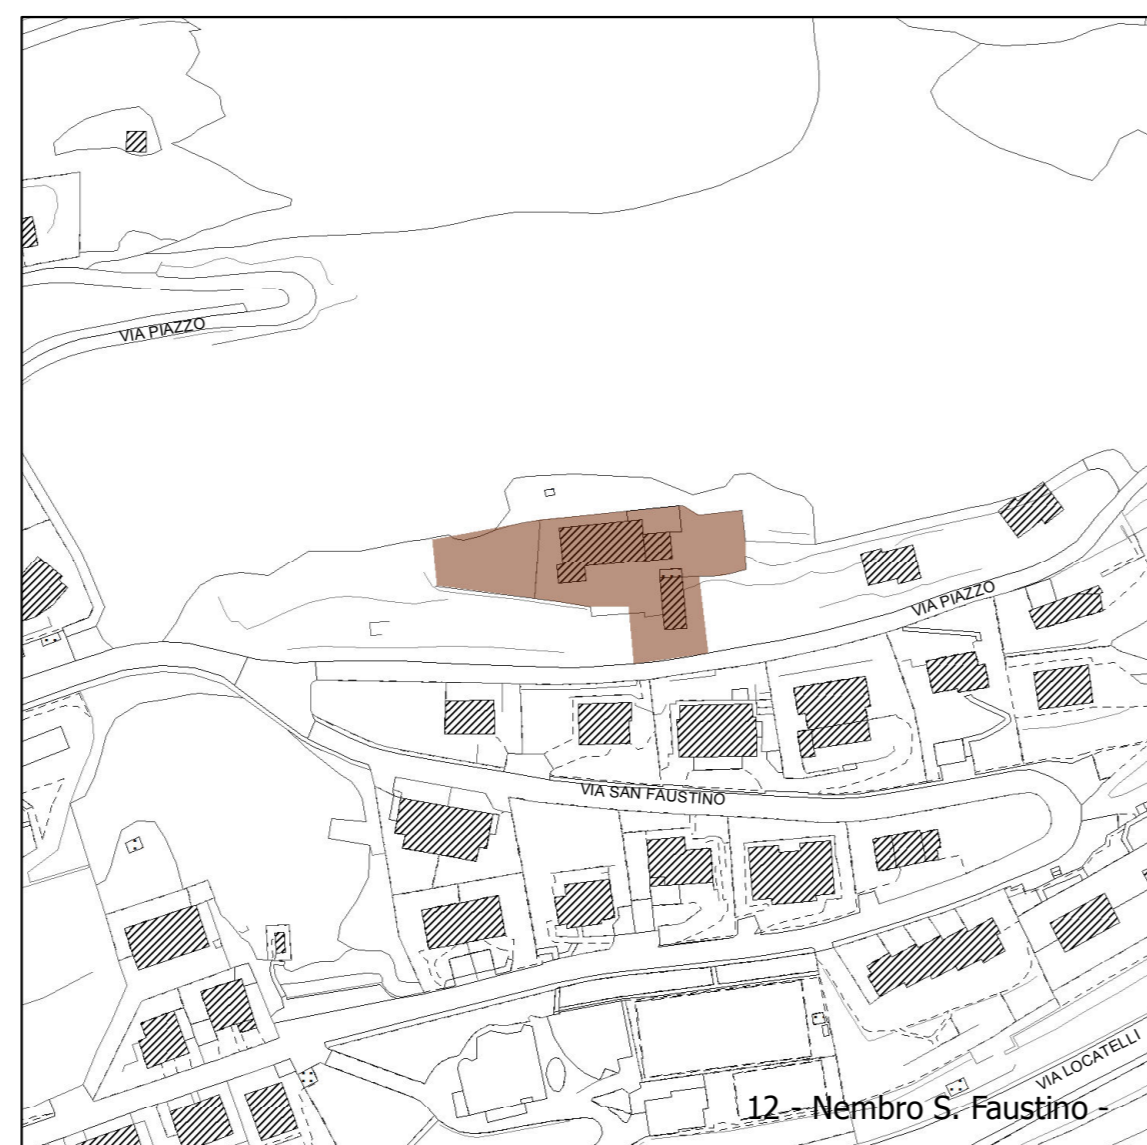 VIA PIAZZO
VIA PIAZZO
VIA SAN FAUSTINO
VIA LOCATELLI
12 - Nembro S. Faustino -